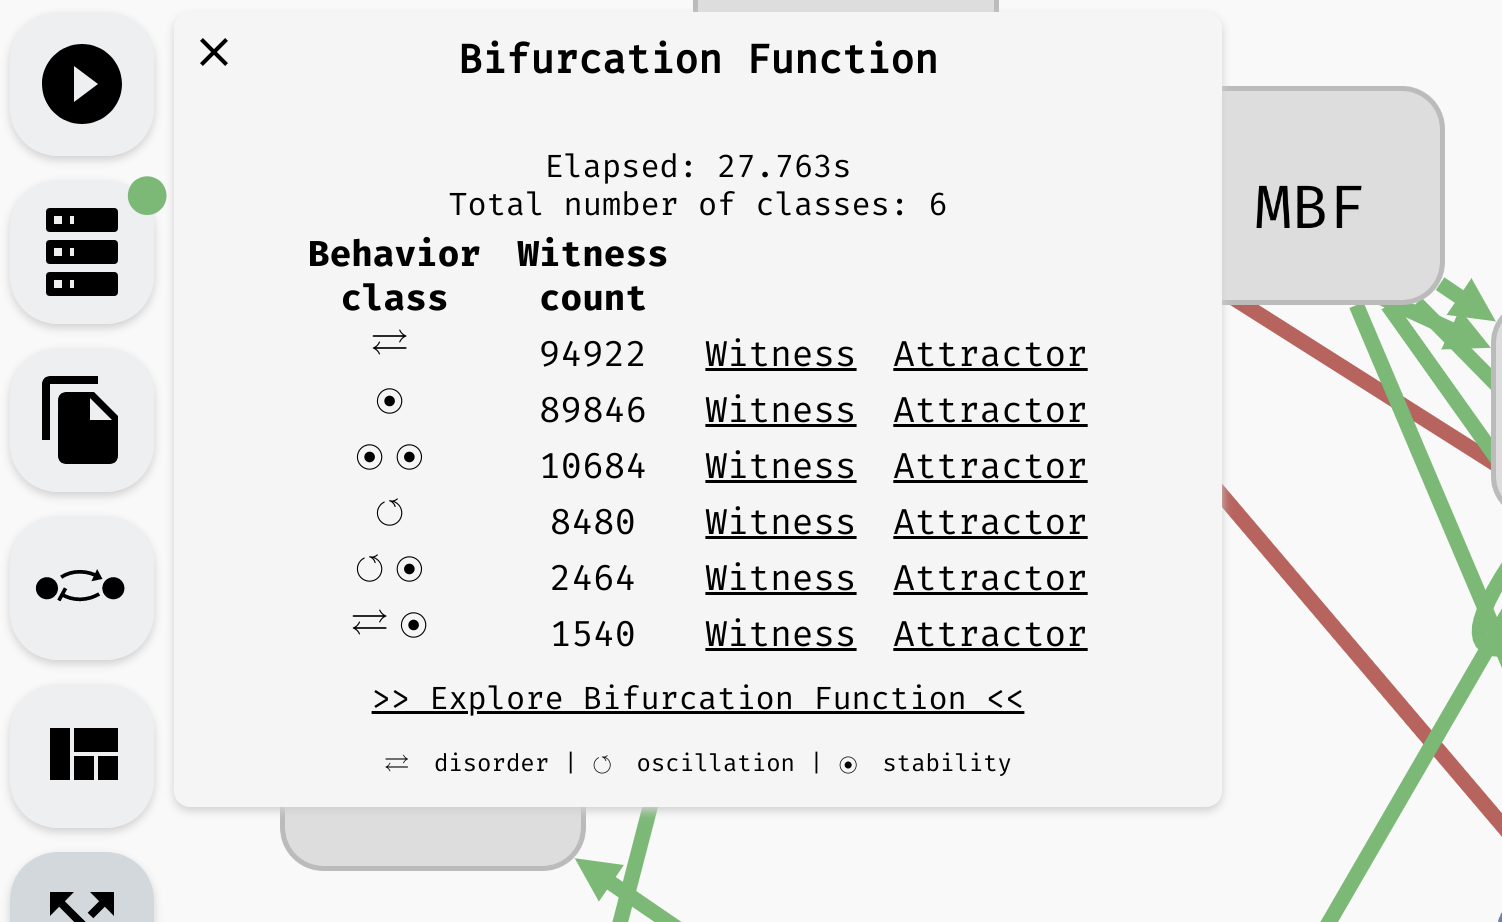 Bifurcation Function
Elapsed: 27.763s
Total number of classes: 6
Behavior class Witness count
⇄ 94922 Witness Attractor
☉ 89846 Witness Attractor
☉ ☉ 10684 Witness Attractor
↺ 8480 Witness Attractor
↺ ☉ 2464 Witness Attractor
⇄ ☉ 1540 Witness Attractor
>> Explore Bifurcation Function <<
⇄ disorder | ↺ oscillation | ☉ stability
MBF